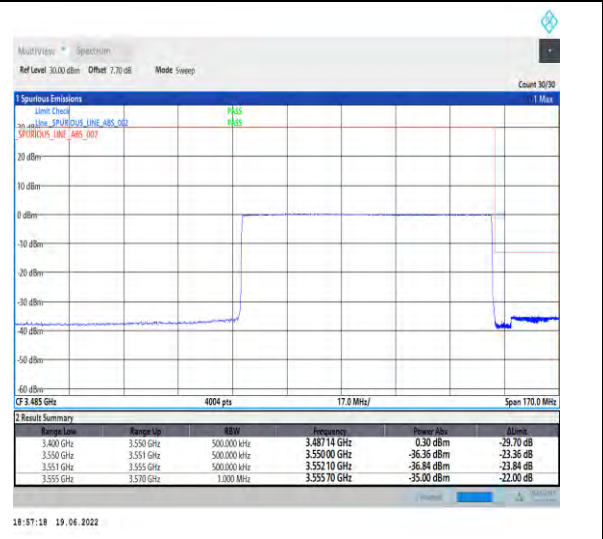 MultiView Spectrum
Ref Level 30.00 dBm Offset 7.70 dB Mode Sweep
Count 30/30
1 Spurious Emissions 1 Max
Limit Check PASS
Line _SPURIOUS_LINE_ABS_002 PASS
_SPURIOUS_LINE_ABS_002
20 dBm
10 dBm
0 dBm
-10 dBm
-20 dBm
-30 dBm
-40 dBm
-50 dBm
-60 dBm
CF 3.485 GHz 4004 pts 17.0 MHz/ Span 170.0 MHz
2 Result Summary
Range Low Range Up RBW Frequency Power Abs ΔLimit
3.400 GHz 3.550 GHz 500.000 kHz 3.48714 GHz 0.30 dBm -29.70 dB
3.550 GHz 3.551 GHz 500.000 kHz 3.55000 GHz -36.36 dBm -23.36 dB
3.551 GHz 3.555 GHz 500.000 kHz 3.55210 GHz -36.84 dBm -23.84 dB
3.555 GHz 3.570 GHz 1.000 MHz 3.55570 GHz -35.00 dBm -22.00 dB
18:57:18 19.06.2022